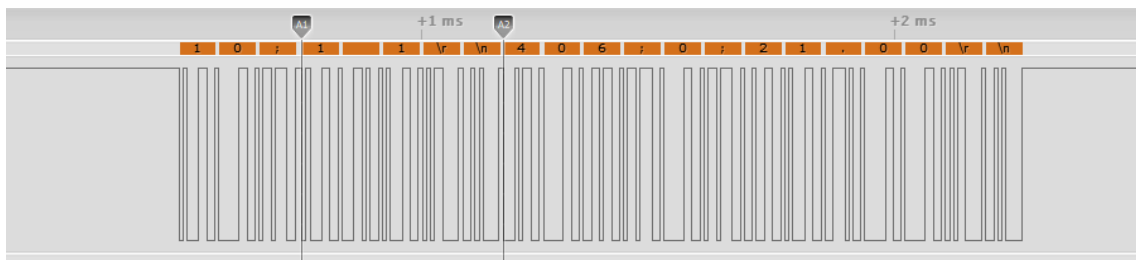 +1 ms +2 ms
A1 A2
1 0 ; 1 1 \r \n 4 0 6 ; 0 ; 2 1 . 0 0 \r \n